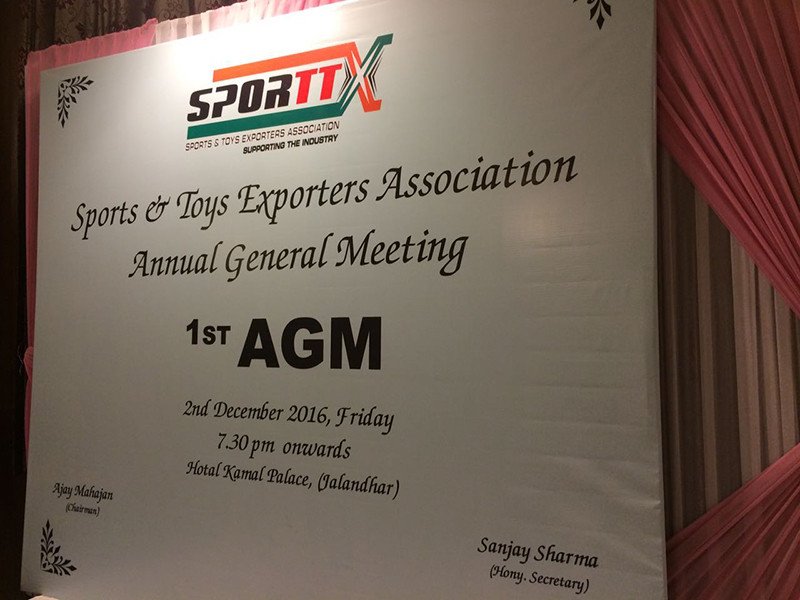 SPORTTX
SPORTS & TOYS EXPORTERS ASSOCIATION
SUPPORTING THE INDUSTRY
Sports & Toys Exporters Association
Annual General Meeting
1ST AGM
2nd December 2016, Friday
7.30 pm onwards
Hotal Kamal Palace, (Jalandhar)
Ajay Mahajan
(Chairman)
Sanjay Sharma
(Hony. Secretary)